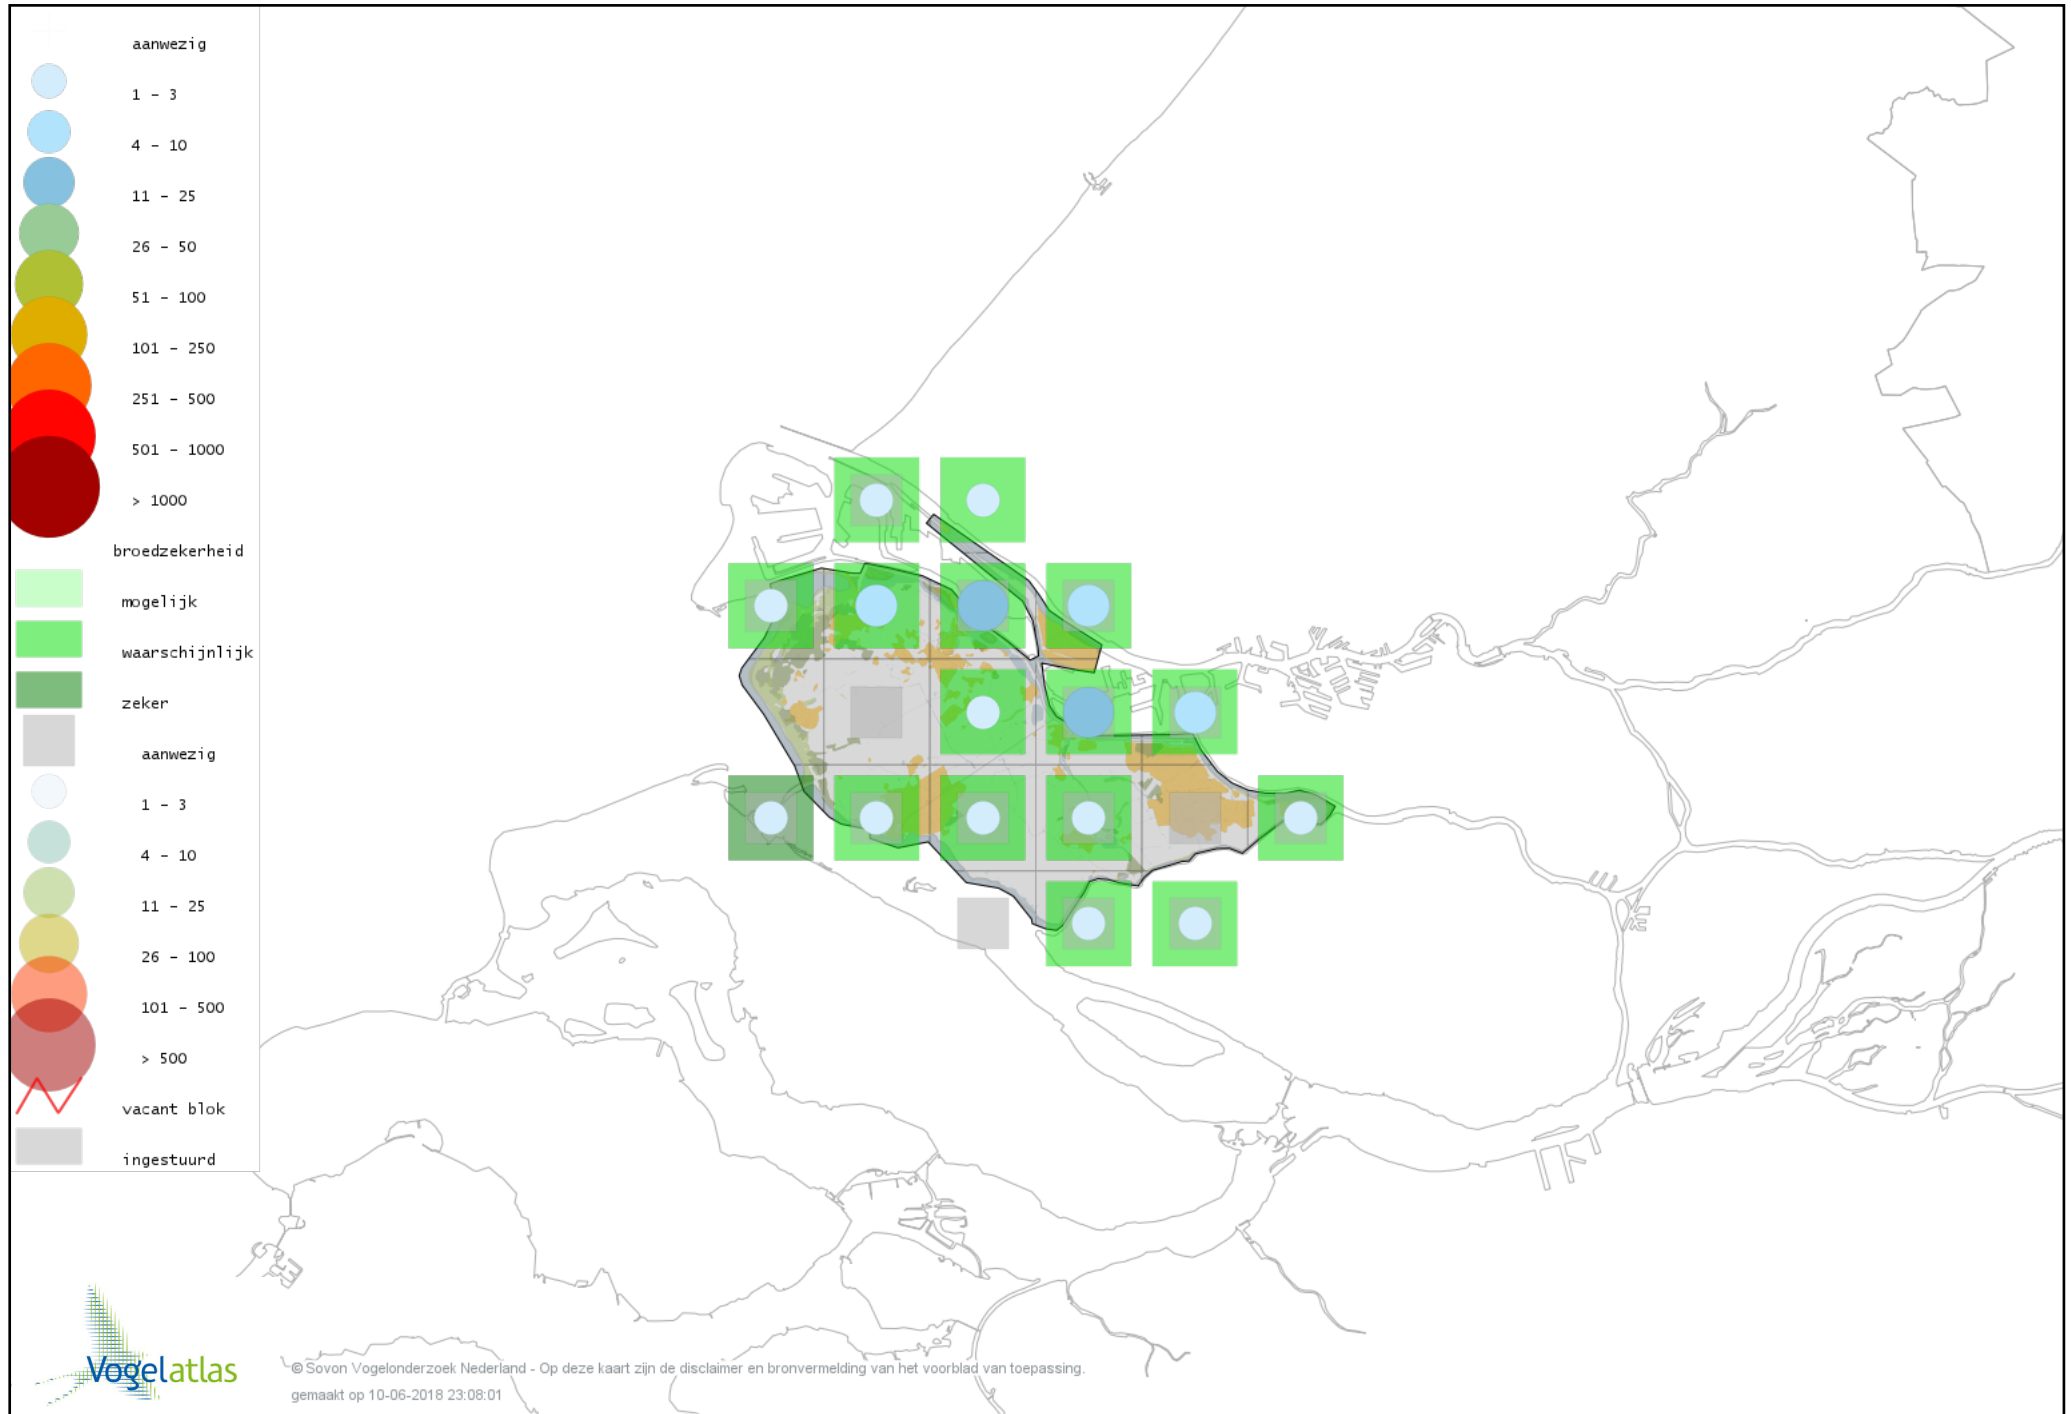 aanwezig
1 - 3
4 - 10
11 - 25
26 - 50
51 - 100
101 - 250
251 - 500
501 - 1000
> 1000
broedzekerheid
mogelijk
waarschijnlijk
zeker
aanwezig
1 - 3
4 - 10
11 - 25
26 - 100
101 - 500
> 500
vacant blok
ingestuurd
Vogelatlas
© Sovon Vogelonderzoek Nederland - Op deze kaart zijn de disclaimer en bronvermelding van het voorblad van toepassing.
gemaakt op 10-06-2018 23:08:01